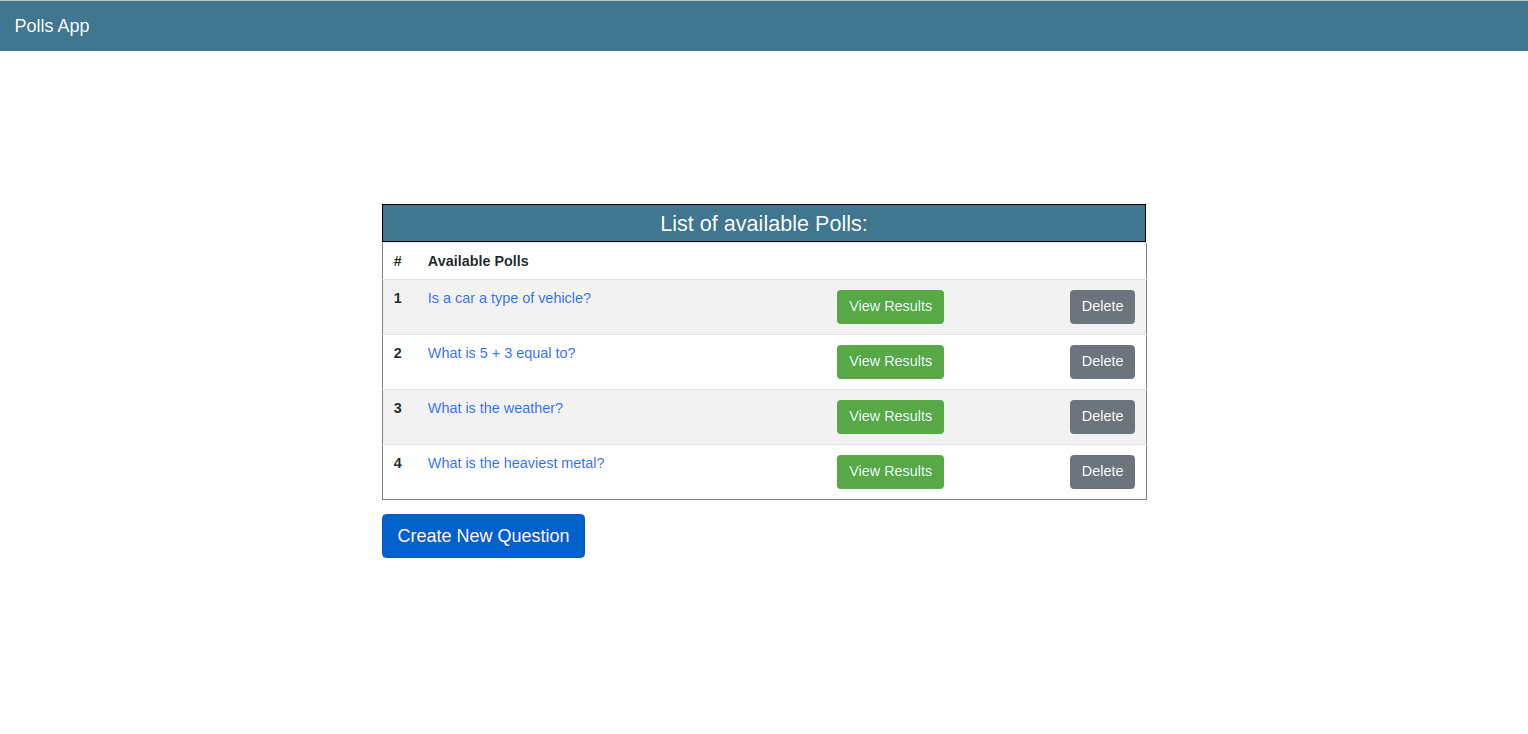 Polls App
List of available Polls:
# Available Polls
1 Is a car a type of vehicle? View Results Delete
2 What is 5 + 3 equal to? View Results Delete
3 What is the weather? View Results Delete
4 What is the heaviest metal? View Results Delete
Create New Question